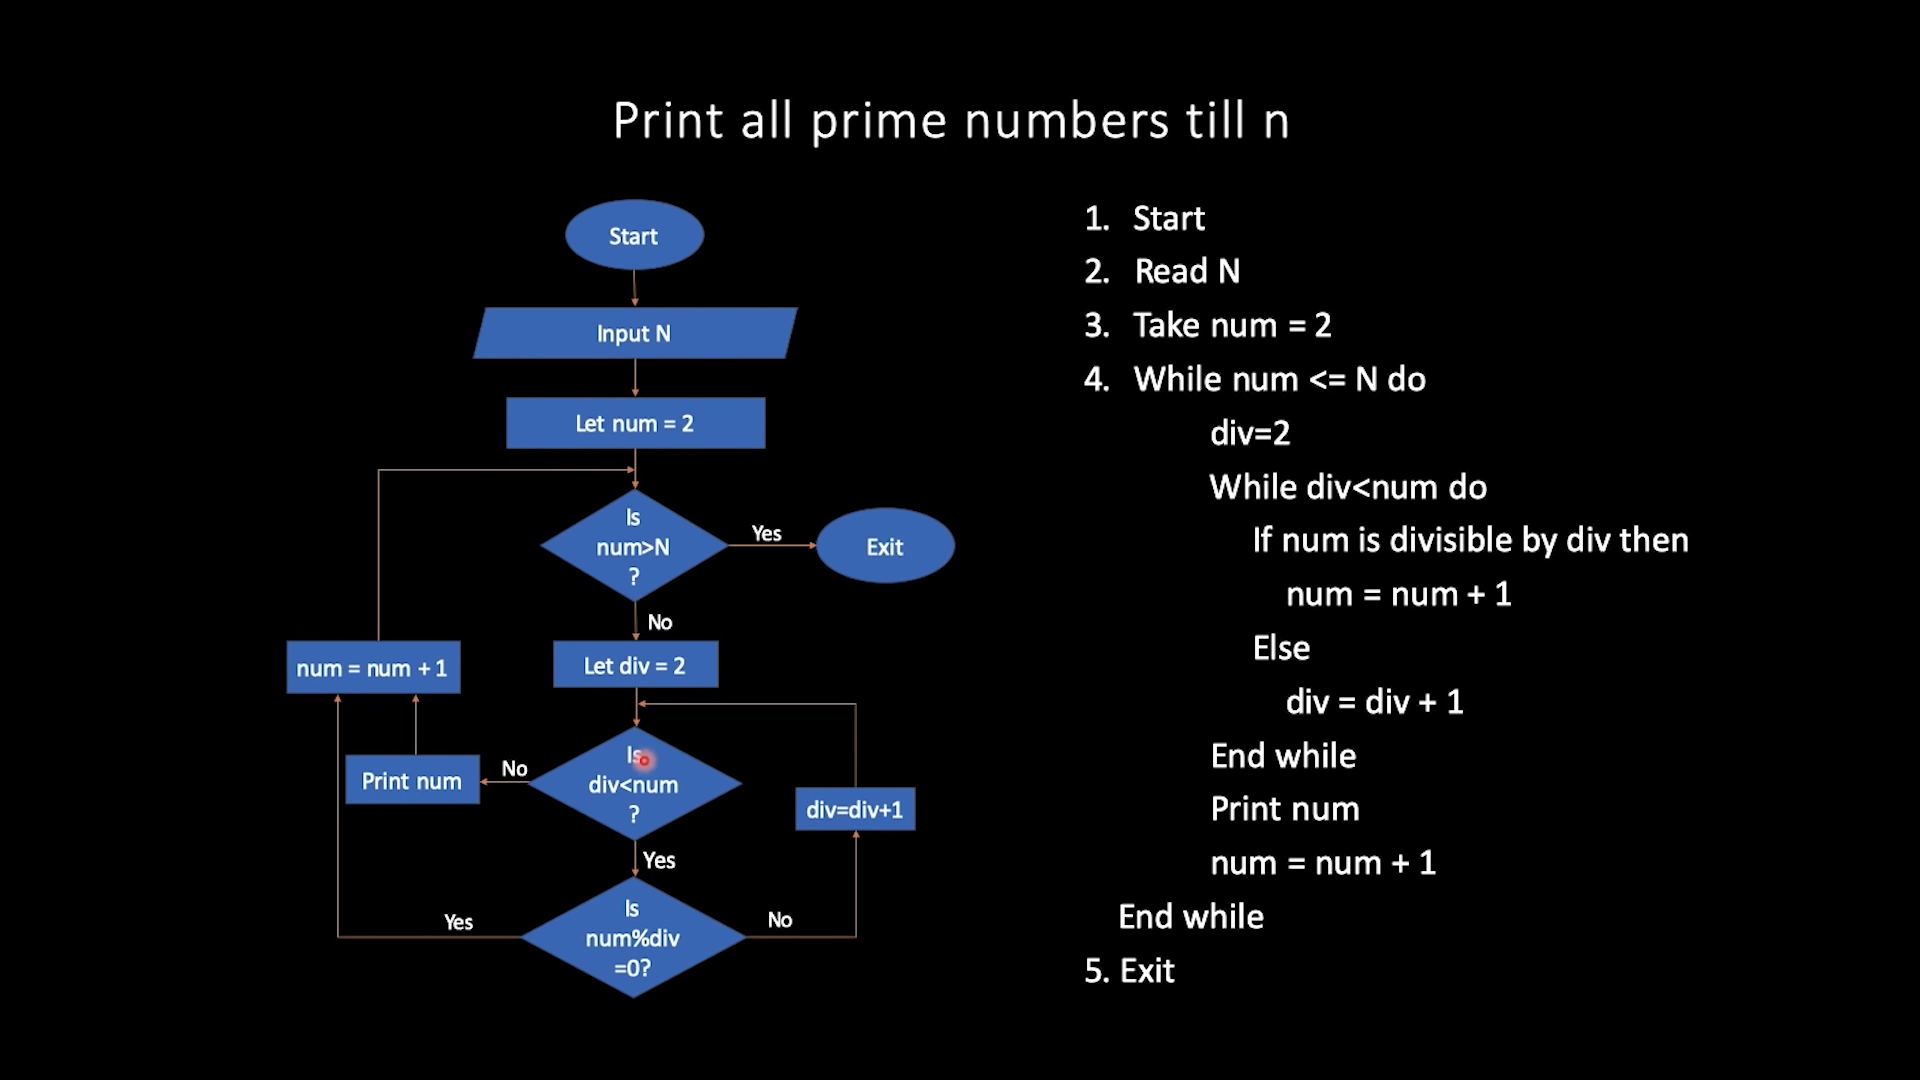 Print all prime numbers till n
Start
Input N
Let num = 2
Is
num>N
?
Yes
Exit
No
num = num + 1
Let div = 2
Print num
No
Is
div<num
?
div=div+1
Yes
Yes
Is
num%div
=0?
No
1. Start
2. Read N
3. Take num = 2
4. While num <= N do
div=2
While div<num do
If num is divisible by div then
num = num + 1
Else
div = div + 1
End while
Print num
num = num + 1
End while
5. Exit